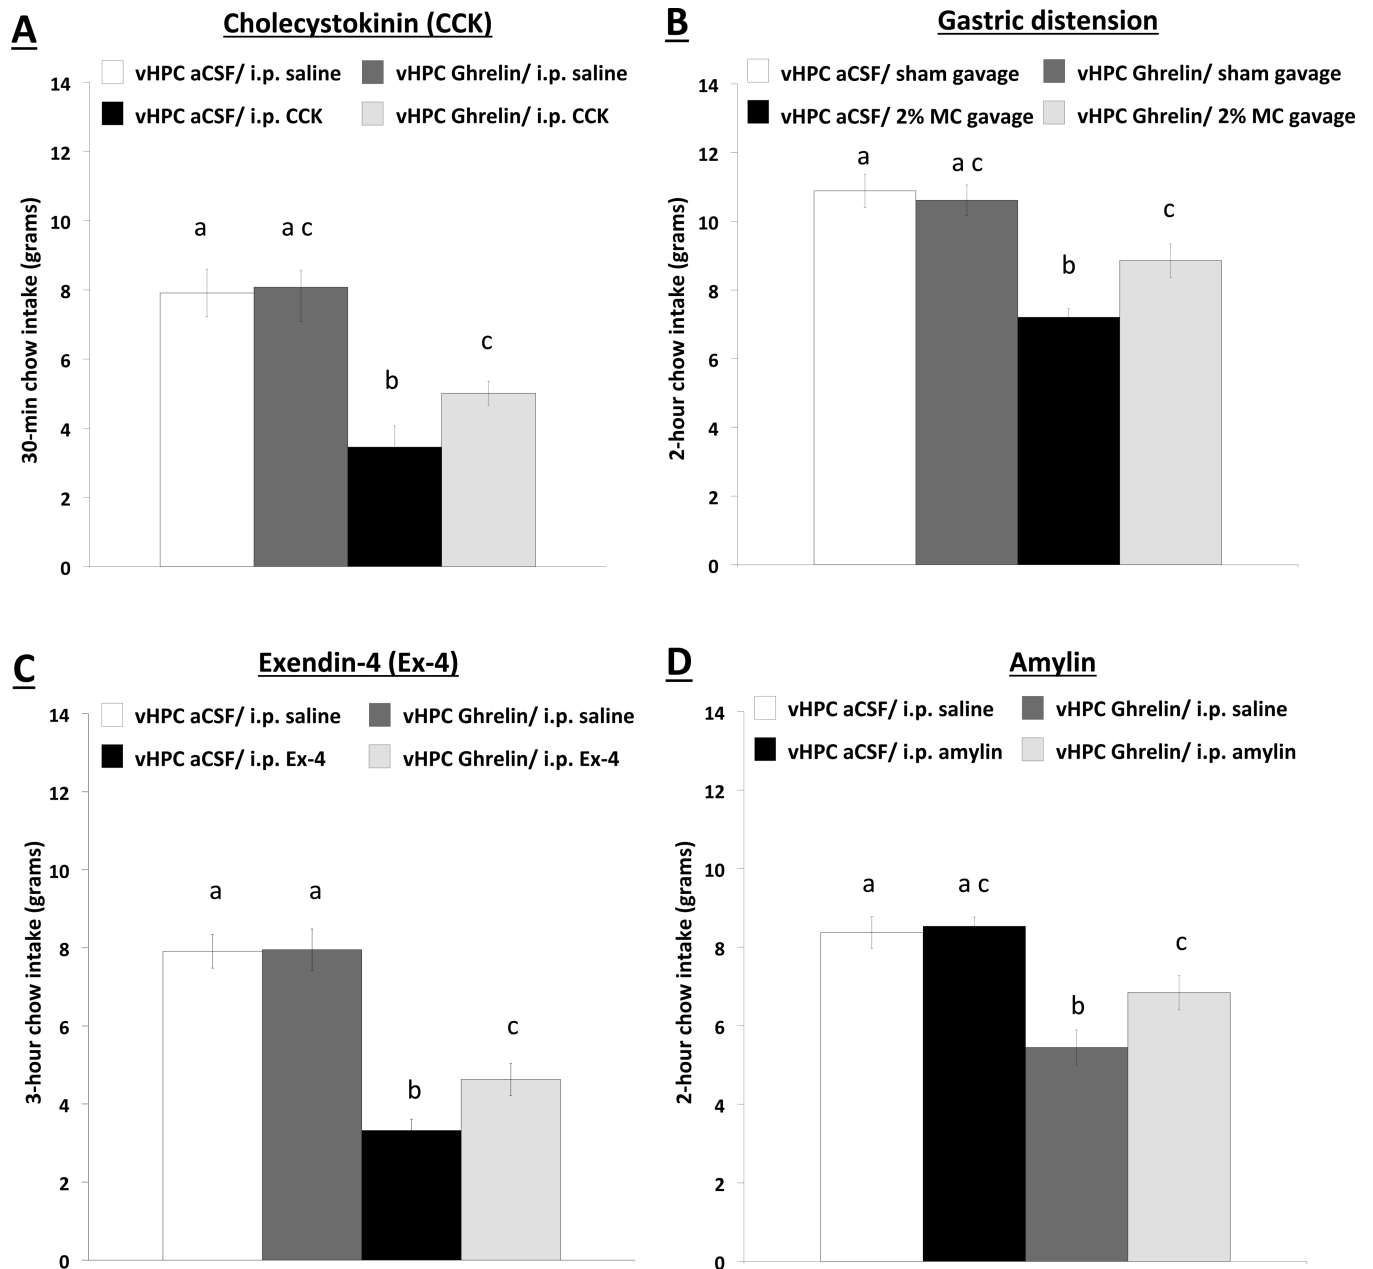 A
Cholecystokinin (CCK)
vHPC aCSF/ i.p. saline
vHPC Ghrelin/ i.p. saline
vHPC aCSF/ i.p. CCK
vHPC Ghrelin/ i.p. CCK
30-min chow intake (grams)
14
12
10
8
6
4
2
0
a
a c
b
c
B
Gastric distension
vHPC aCSF/ sham gavage
vHPC Ghrelin/ sham gavage
vHPC aCSF/ 2% MC gavage
vHPC Ghrelin/ 2% MC gavage
2-hour chow intake (grams)
14
12
10
8
6
4
2
0
a
a c
b
c
C
Exendin-4 (Ex-4)
vHPC aCSF/ i.p. saline
vHPC Ghrelin/ i.p. saline
vHPC aCSF/ i.p. Ex-4
vHPC Ghrelin/ i.p. Ex-4
3-hour chow intake (grams)
14
12
10
8
6
4
2
0
a
a
b
c
D
Amylin
vHPC aCSF/ i.p. saline
vHPC Ghrelin/ i.p. saline
vHPC aCSF/ i.p. amylin
vHPC Ghrelin/ i.p. amylin
2-hour chow intake (grams)
14
12
10
8
6
4
2
0
a
a c
b
c